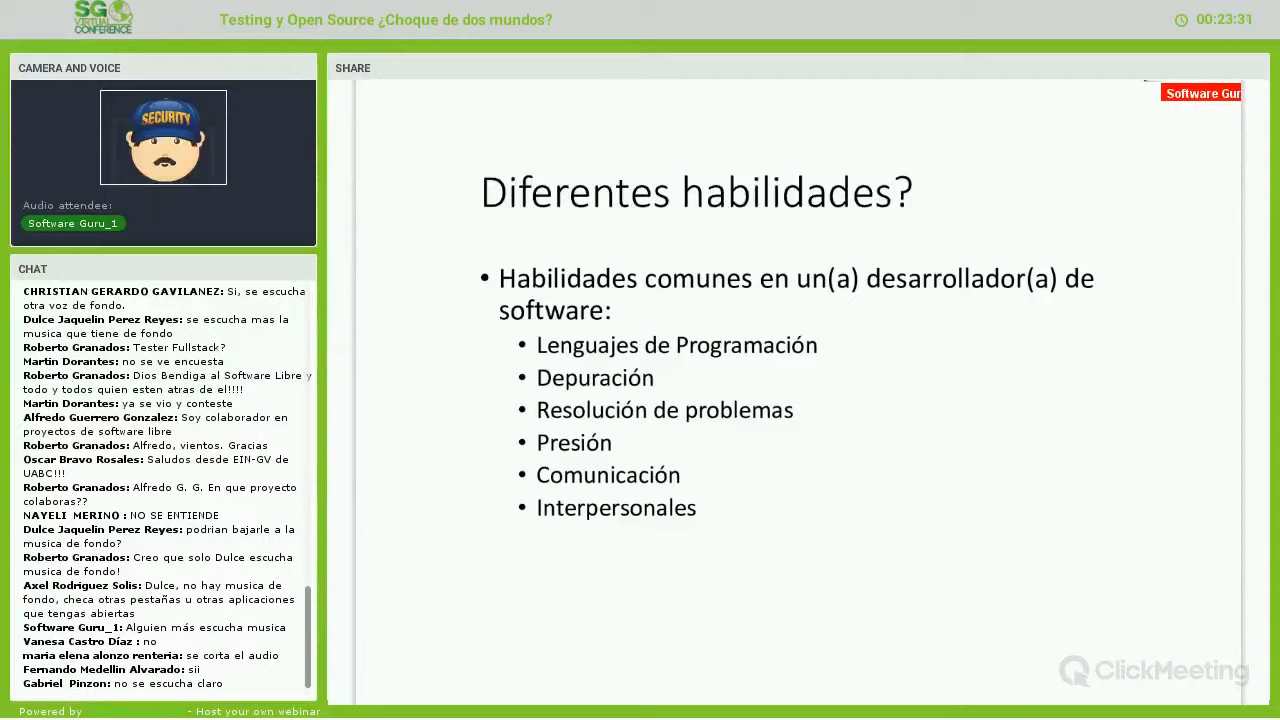 SG
VIRTUAL
CONFERENCE
Testing y Open Source ¿Choque de dos mundos?
00:23:31
CAMERA AND VOICE
SECURITY
Audio attendee:
Software Guru_1
CHAT
CHRISTIAN GERARDO GAVILANEZ: Si, se escucha
otra voz de fondo.
Dulce Jaquelin Perez Reyes: se escucha mas la
musica que tiene de fondo
Roberto Granados: Tester Fullstack?
Martin Dorantes: no se ve encuesta
Roberto Granados: Dios Bendiga al Software Libre y
todo y todos quien esten atras de el!!!!
Martin Dorantes: ya se vio y conteste
Alfredo Guerrero Gonzalez: Soy colaborador en
proyectos de software libre
Roberto Granados: Alfredo, vientos. Gracias
Oscar Bravo Rosales: Saludos desde EIN-GV de
UABC!!!
Roberto Granados: Alfredo G. G. En que proyecto
colaboras??
NAYELI MERINO : NO SE ENTIENDE
Dulce Jaquelin Perez Reyes: podrian bajarle a la
musica de fondo?
Roberto Granados: Creo que solo Dulce escucha
musica de fondo!
Axel Rodriguez Solis: Dulce, no hay musica de
fondo, checa otras pestañas u otras aplicaciones
que tengas abiertas
Software Guru_1: Alguien más escucha musica
Vanesa Castro Díaz : no
maria elena alonzo renteria: se corta el audio
Fernando Medellin Alvarado: sii
Gabriel Pinzon: no se escucha claro
Powered by - Host your own webinar
SHARE
Software Gur
Diferentes habilidades?
• Habilidades comunes en un(a) desarrollador(a) de
software:
• Lenguajes de Programación
• Depuración
• Resolución de problemas
• Presión
• Comunicación
• Interpersonales
ClickMeeting